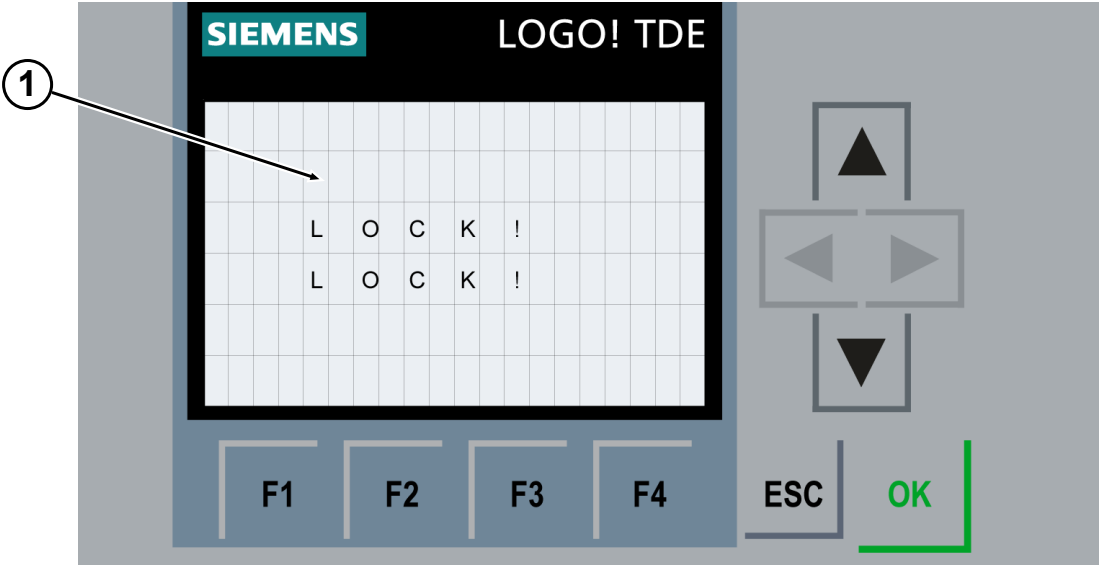 SIEMENS LOGO! TDE
1
L O C K !
L O C K !
F1 F2 F3 F4 ESC OK